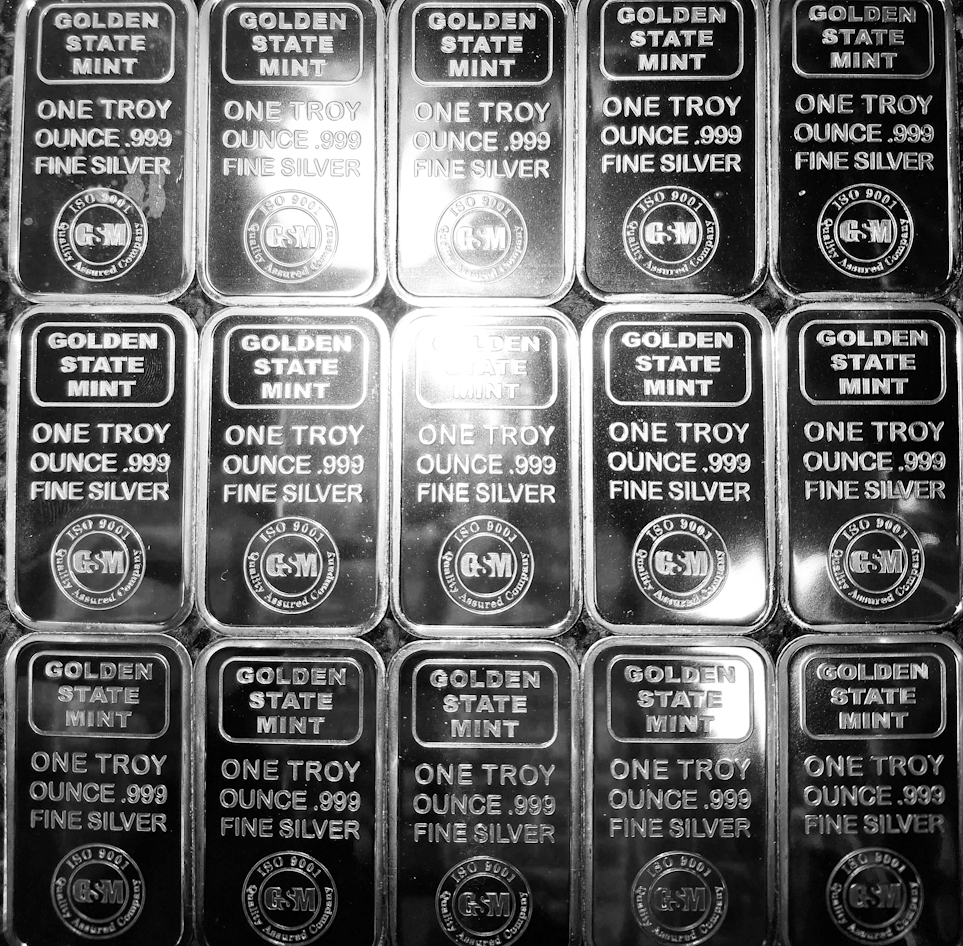 GOLDEN
STATE
MINT
ONE TROY
OUNCE .999
FINE SILVER
ISO 9001
GSM
Quality Assured Company
GOLDEN
STATE
MINT
ONE TROY
OUNCE .999
FINE SILVER
ISO 9001
GSM
Quality Assured Company
GOLDEN
STATE
MINT
ONE TROY
OUNCE .999
FINE SILVER
ISO 9001
GSM
Quality Assured Company
GOLDEN
STATE
MINT
ONE TROY
OUNCE .999
FINE SILVER
ISO 9001
GSM
Quality Assured Company
GOLDEN
STATE
MINT
ONE TROY
OUNCE .999
FINE SILVER
ISO 9001
GSM
Quality Assured Company
GOLDEN
STATE
MINT
ONE TROY
OUNCE .999
FINE SILVER
ISO 9001
GSM
Quality Assured Company
GOLDEN
STATE
MINT
ONE TROY
OUNCE .999
FINE SILVER
ISO 9001
GSM
Quality Assured Company
GOLDEN
STATE
MINT
ONE TROY
OUNCE .999
FINE SILVER
ISO 9001
GSM
Quality Assured Company
GOLDEN
STATE
MINT
ONE TROY
OUNCE .999
FINE SILVER
ISO 9001
GSM
Quality Assured Company
GOLDEN
STATE
MINT
ONE TROY
OUNCE .999
FINE SILVER
ISO 9001
GSM
Quality Assured Company
GOLDEN
STATE
MINT
ONE TROY
OUNCE .999
FINE SILVER
ISO 9001
GSM
Quality Assured Company
GOLDEN
STATE
MINT
ONE TROY
OUNCE .999
FINE SILVER
ISO 9001
GSM
Quality Assured Company
GOLDEN
STATE
MINT
ONE TROY
OUNCE .999
FINE SILVER
ISO 9001
GSM
Quality Assured Company
GOLDEN
STATE
MINT
ONE TROY
OUNCE .999
FINE SILVER
ISO 9001
GSM
Quality Assured Company
GOLDEN
STATE
MINT
ONE TROY
OUNCE .999
FINE SILVER
ISO 9001
GSM
Quality Assured Company